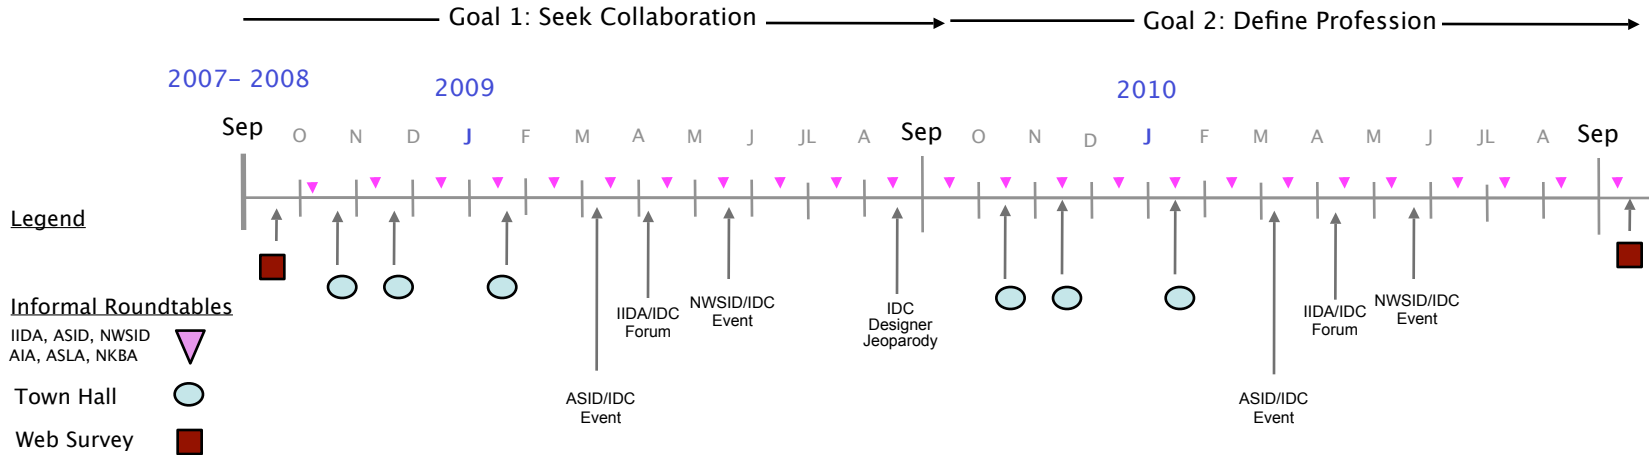 Goal 1: Seek Collaboration
Goal 2: Define Profession
2007– 2008
2009
2010
Sep O N D J F M A M J JL A Sep O N D J F M A M J JL A Sep
Legend
Informal Roundtables
IIDA, ASID, NWSID
AIA, ASLA, NKBA
Town Hall
Web Survey
ASID/IDC
Event
IIDA/IDC
Forum
NWSID/IDC
Event
IDC
Designer
Jeoparody
ASID/IDC
Event
IIDA/IDC
Forum
NWSID/IDC
Event